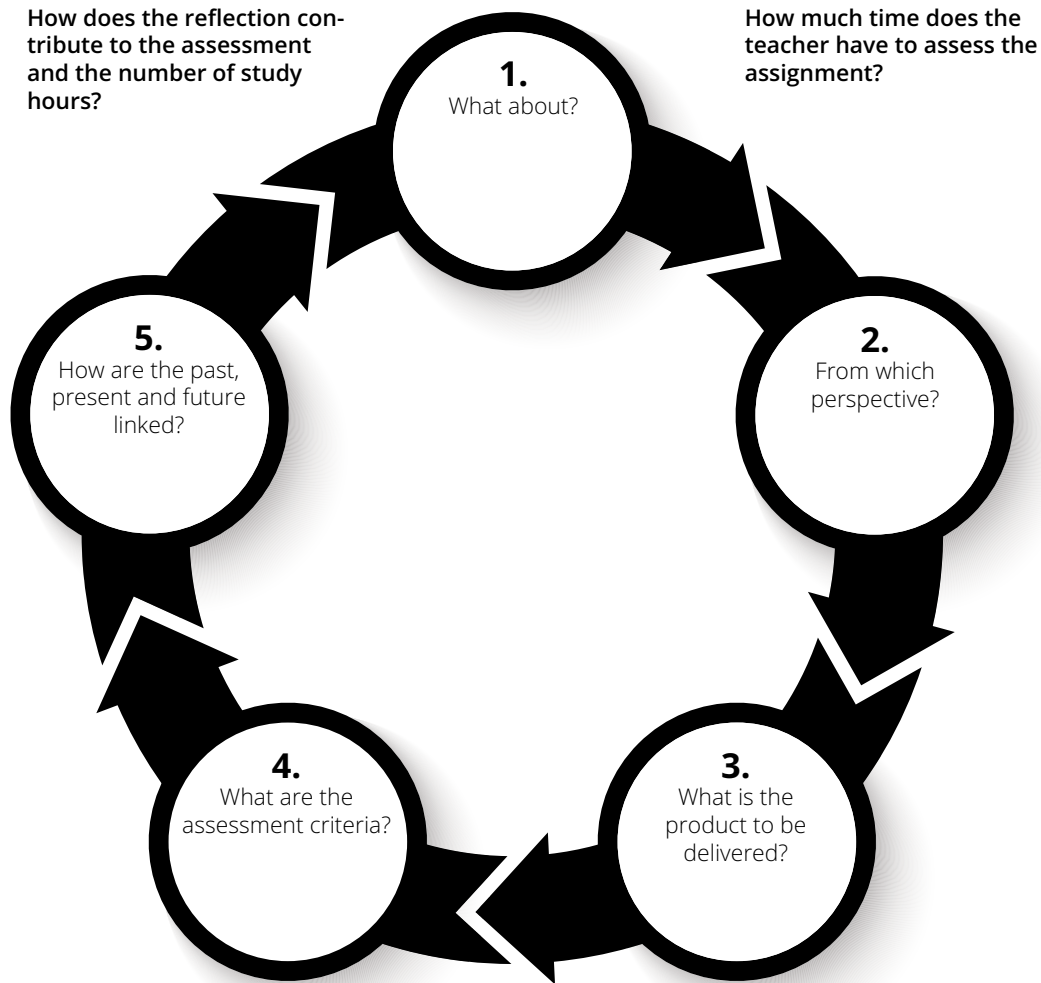 How does the reflection con-
tribute to the assessment
and the number of study
hours?
How much time does the
teacher have to assess the
assignment?
1.
What about?
2.
From which
perspective?
3.
What is the
product to be
delivered?
4.
What are the
assessment criteria?
5.
How are the past,
present and future
linked?